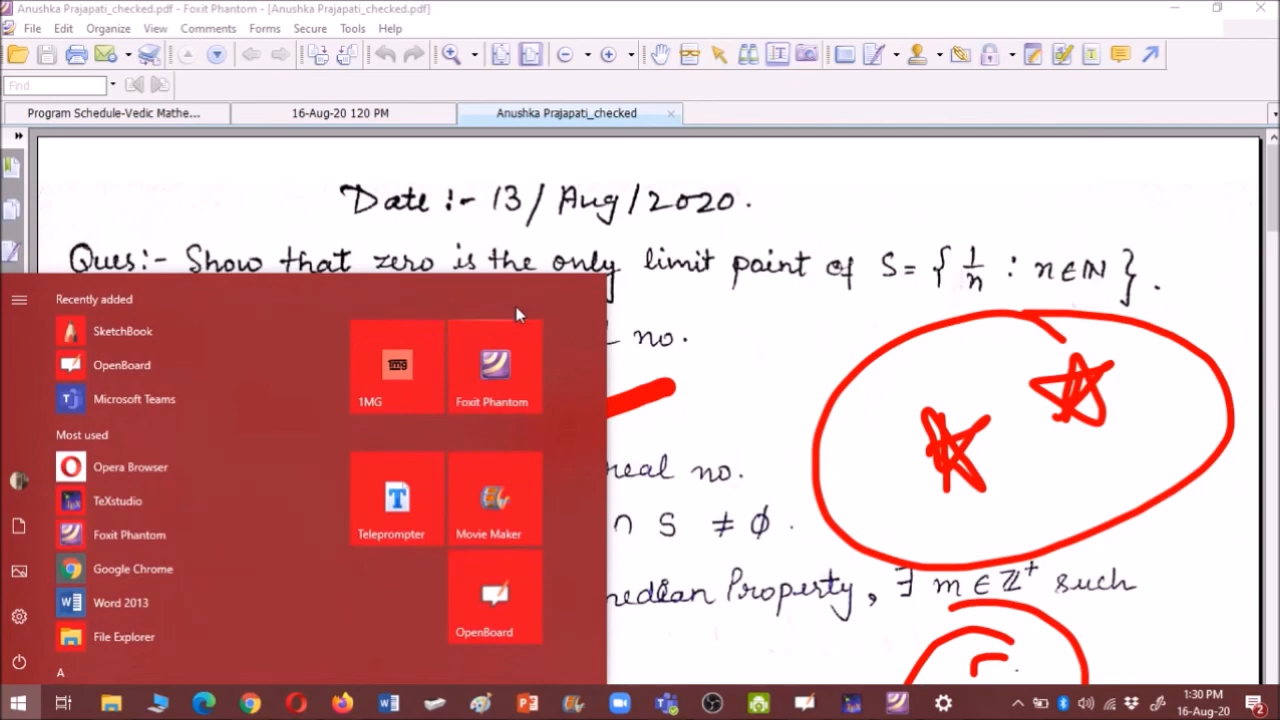 Anushka Prajapati_checked.pdf - Foxit Phantom - [Anushka Prajapati_checked.pdf]
File Edit Organize View Comments Forms Secure Tools Help
Find
Program Schedule-Vedic Mathe... 16-Aug-20 120 PM Anushka Prajapati_checked
Date :- 13/Aug/2020.
Ques:- Show that zero is the only limit point of S = { 1/n : n∈N }.
Recently added
SketchBook
OpenBoard
Microsoft Teams
Most used
Opera Browser
TeXstudio
Foxit Phantom
Google Chrome
Word 2013
File Explorer
A
1mg
1MG
Foxit Phantom
Teleprompter
Movie Maker
OpenBoard
no.
real no.
∩ S ≠ ϕ .
median Property, ∃ m ∈ Z⁺ such
1:30 PM
16-Aug-20
2